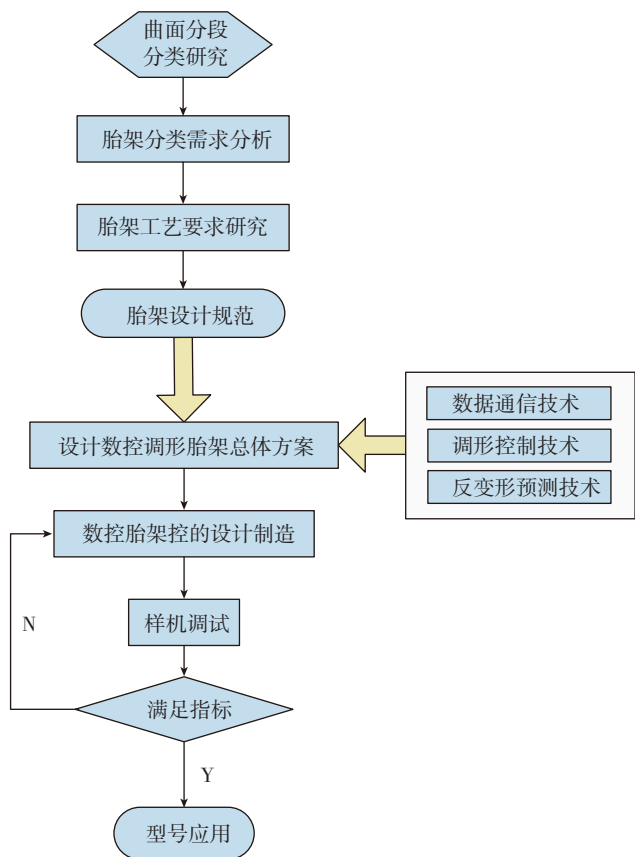 曲面分段
分类研究
胎架分类需求分析
胎架工艺要求研究
胎架设计规范
数据通信技术
设计数控调形胎架总体方案
调形控制技术
反变形预测技术
数控胎架控的设计制造
N
样机调试
满足指标
Y
型号应用